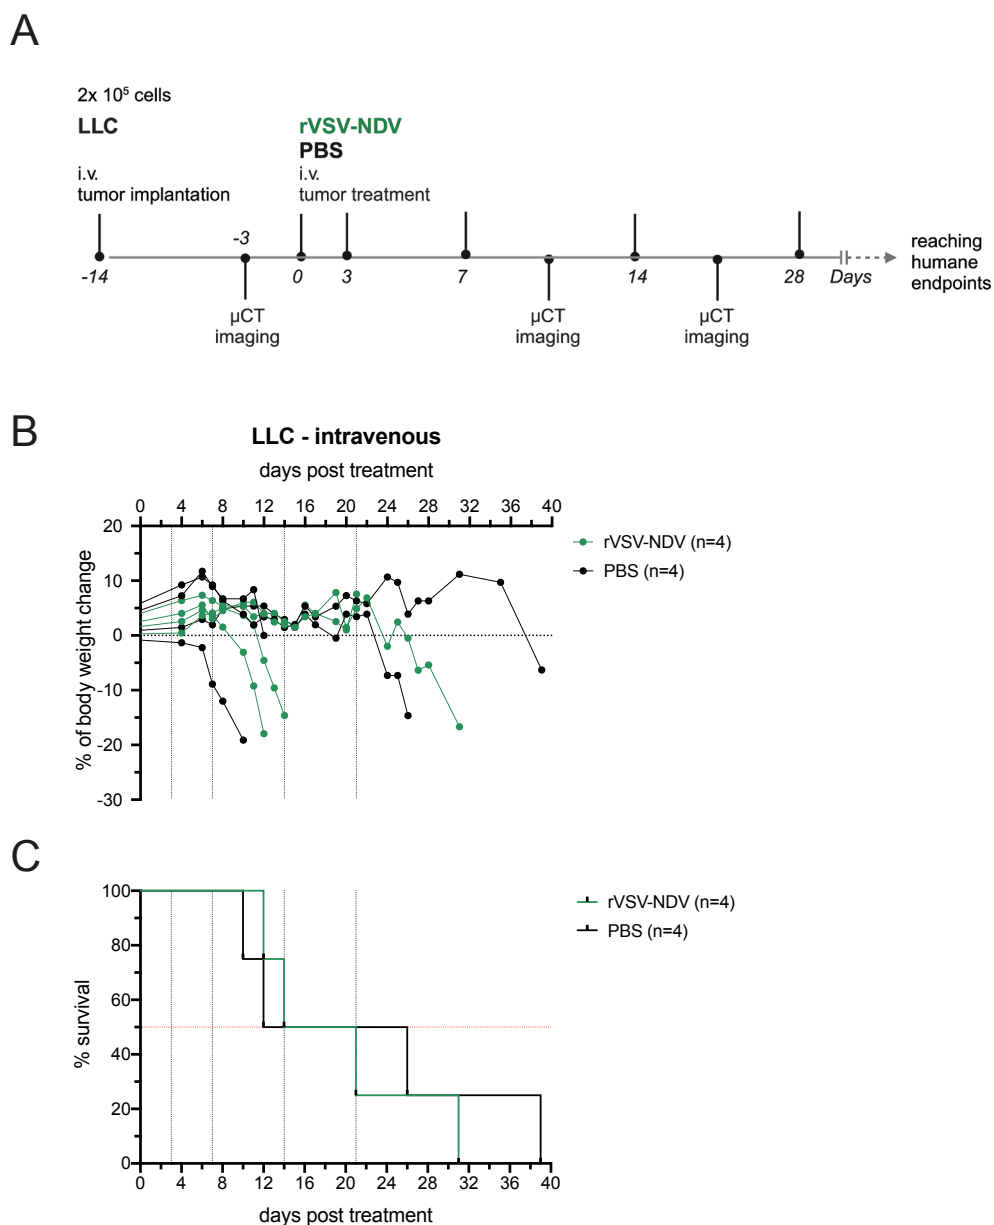 A
2x 10⁵ cells
LLC
rVSV-NDV
PBS
i.v.
tumor implantation
i.v.
tumor treatment
-3
-14
0
3
7
14
28
Days
reaching
humane
endpoints
µCT
imaging
µCT
imaging
µCT
imaging
B
LLC - intravenous
days post treatment
0 4 8 12 16 20 24 28 32 36 40
20
10
0
-10
-20
-30
% of body weight change
rVSV-NDV (n=4)
PBS (n=4)
C
100
80
60
40
20
0
% survival
rVSV-NDV (n=4)
PBS (n=4)
0 4 8 12 16 20 24 28 32 36 40
days post treatment